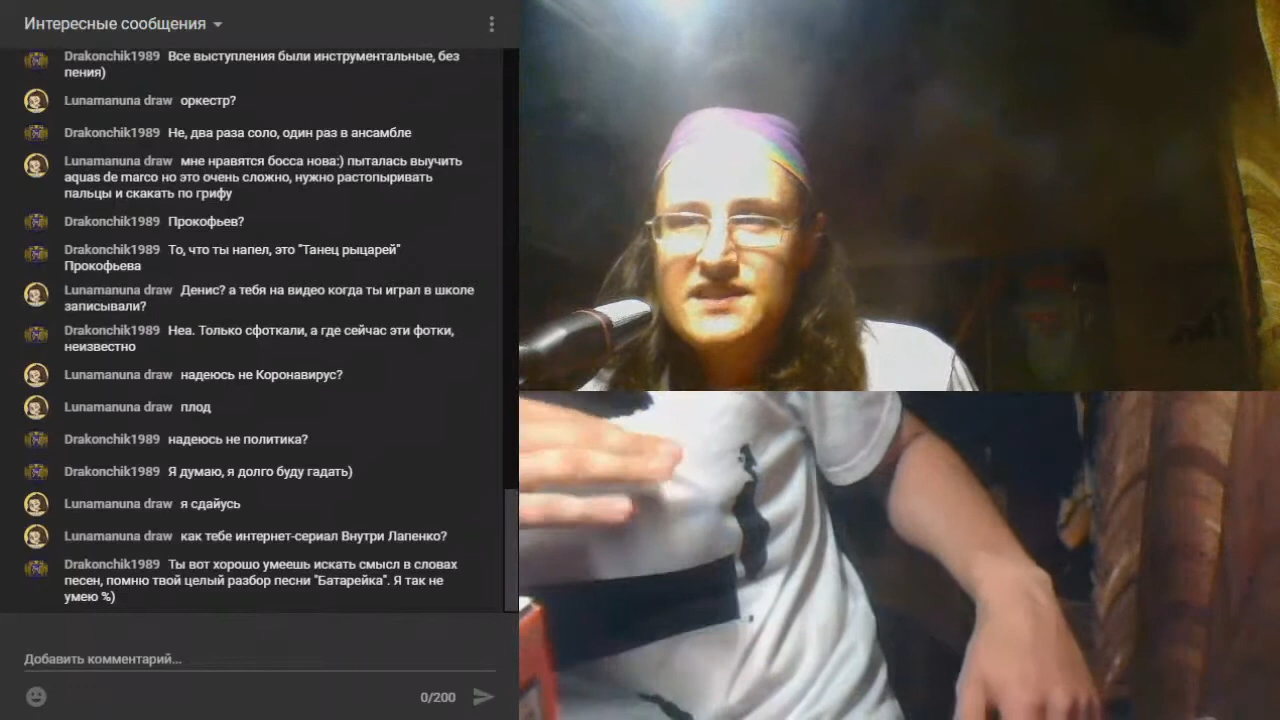 Интересные сообщения
Drakonchik1989 Все выступления были инструментальные, без
пения)
Lunamanuna draw оркестр?
Drakonchik1989 Не, два раза соло, один раз в ансамбле
Lunamanuna draw мне нравятся босса нова:) пыталась выучить
aquas de marco но это очень сложно, нужно растопыривать
пальцы и скакать по грифу
Drakonchik1989 Прокофьев?
Drakonchik1989 То, что ты напел, это "Танец рыцарей"
Прокофьева
Lunamanuna draw Денис? а тебя на видео когда ты играл в школе
записывали?
Drakonchik1989 Неа. Только сфоткали, а где сейчас эти фотки,
неизвестно
Lunamanuna draw надеюсь не Коронавирус?
Lunamanuna draw плод
Drakonchik1989 надеюсь не политика?
Drakonchik1989 Я думаю, я долго буду гадать)
Lunamanuna draw я сдайусь
Lunamanuna draw как тебе интернет-сериал Внутри Лапенко?
Drakonchik1989 Ты вот хорошо умеешь искать смысл в словах
песен, помню твой целый разбор песни "Батарейка". Я так не
умею %)
Добавить комментарий...
0/200